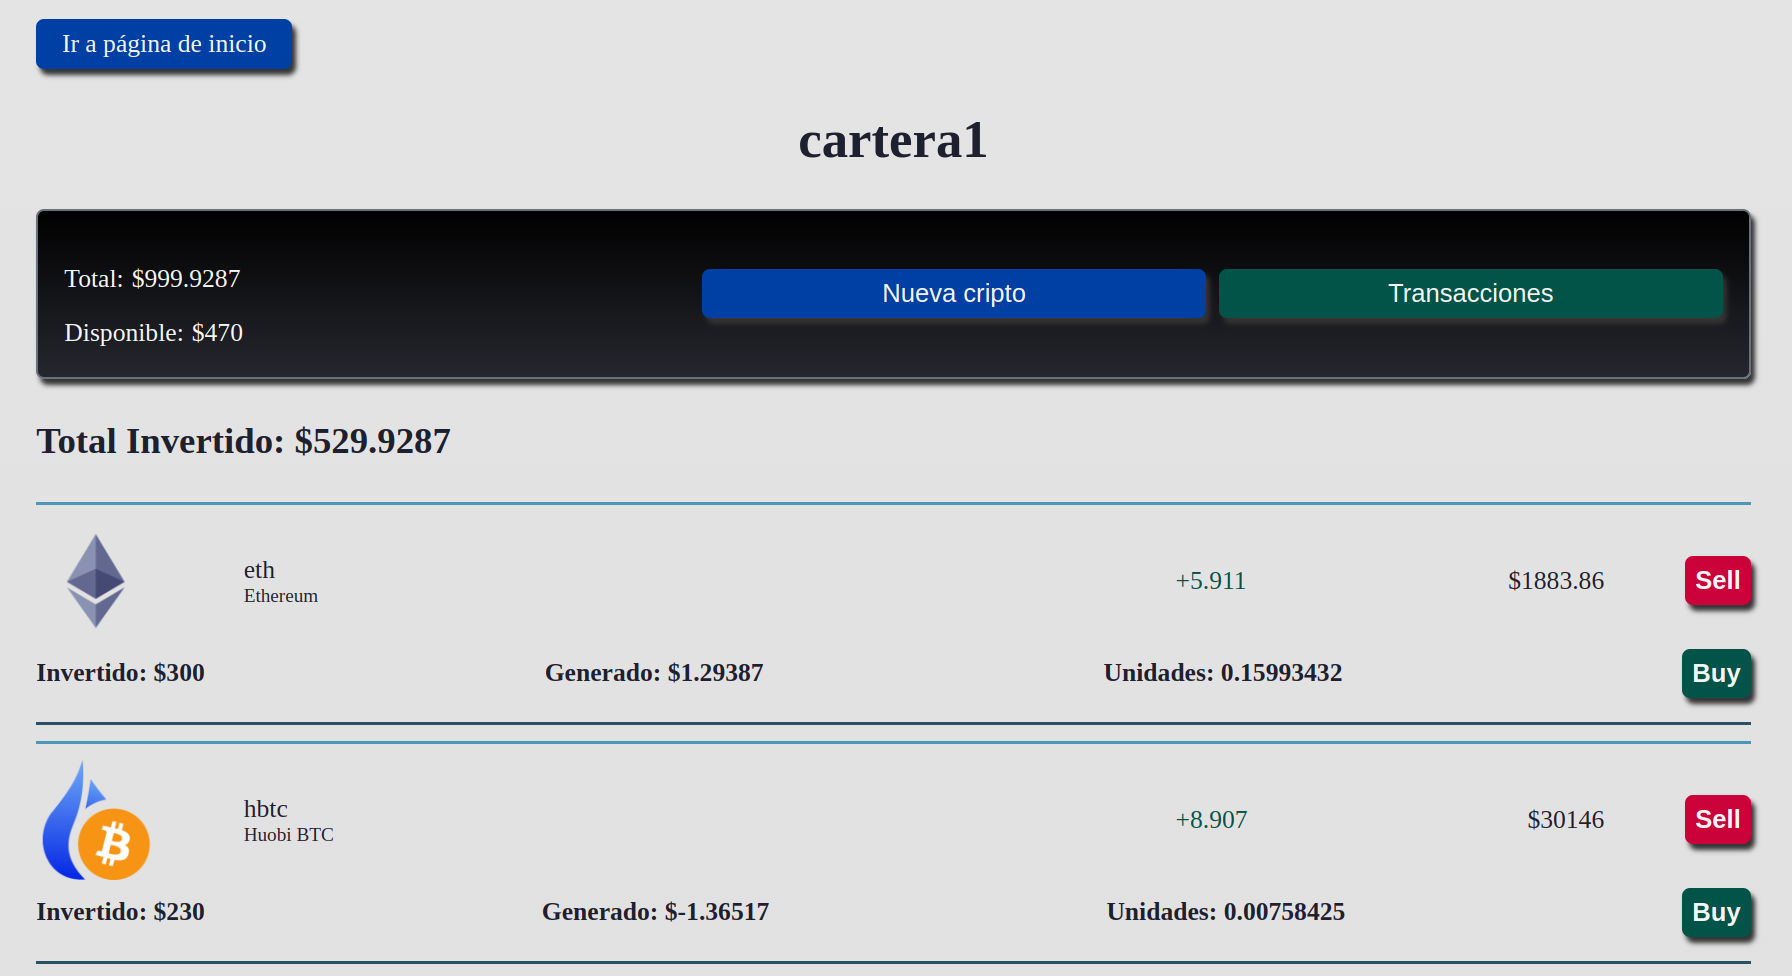 Ir a página de inicio
cartera1
Total: $999.9287
Nueva cripto
Transacciones
Disponible: $470
Total Invertido: $529.9287
eth
Ethereum
+5.911
$1883.86
Sell
Invertido: $300
Generado: $1.29387
Unidades: 0.15993432
Buy
hbtc
Huobi BTC
+8.907
$30146
Sell
Invertido: $230
Generado: $-1.36517
Unidades: 0.00758425
Buy